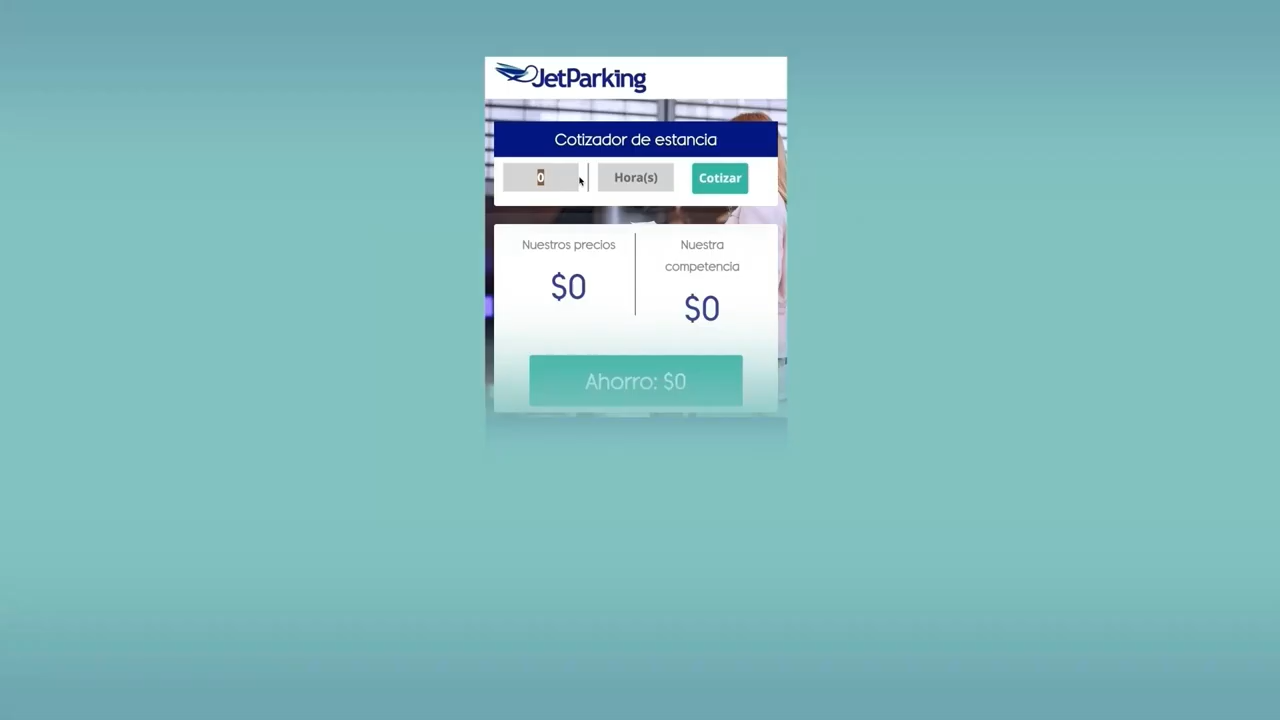 JetParking
Cotizador de estancia
0
Hora(s)
Cotizar
Nuestros precios
$0
Nuestra
competencia
$0
Ahorro: $0